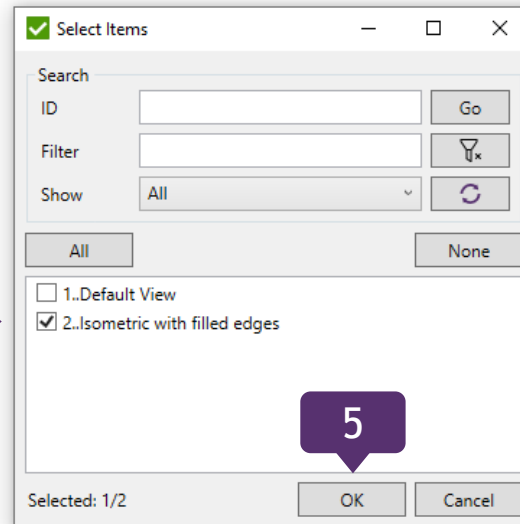 Select Items
Search
ID Go
Filter
Show All
All None
1..Default View
2..Isometric with filled edges
5
Selected: 1/2 OK Cancel